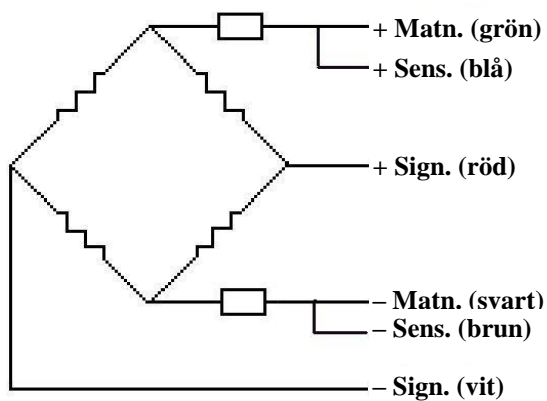 + Matn. (grön)
+ Sens. (blå)
+ Sign. (röd)
– Matn. (svart)
– Sens. (brun)
– Sign. (vit)